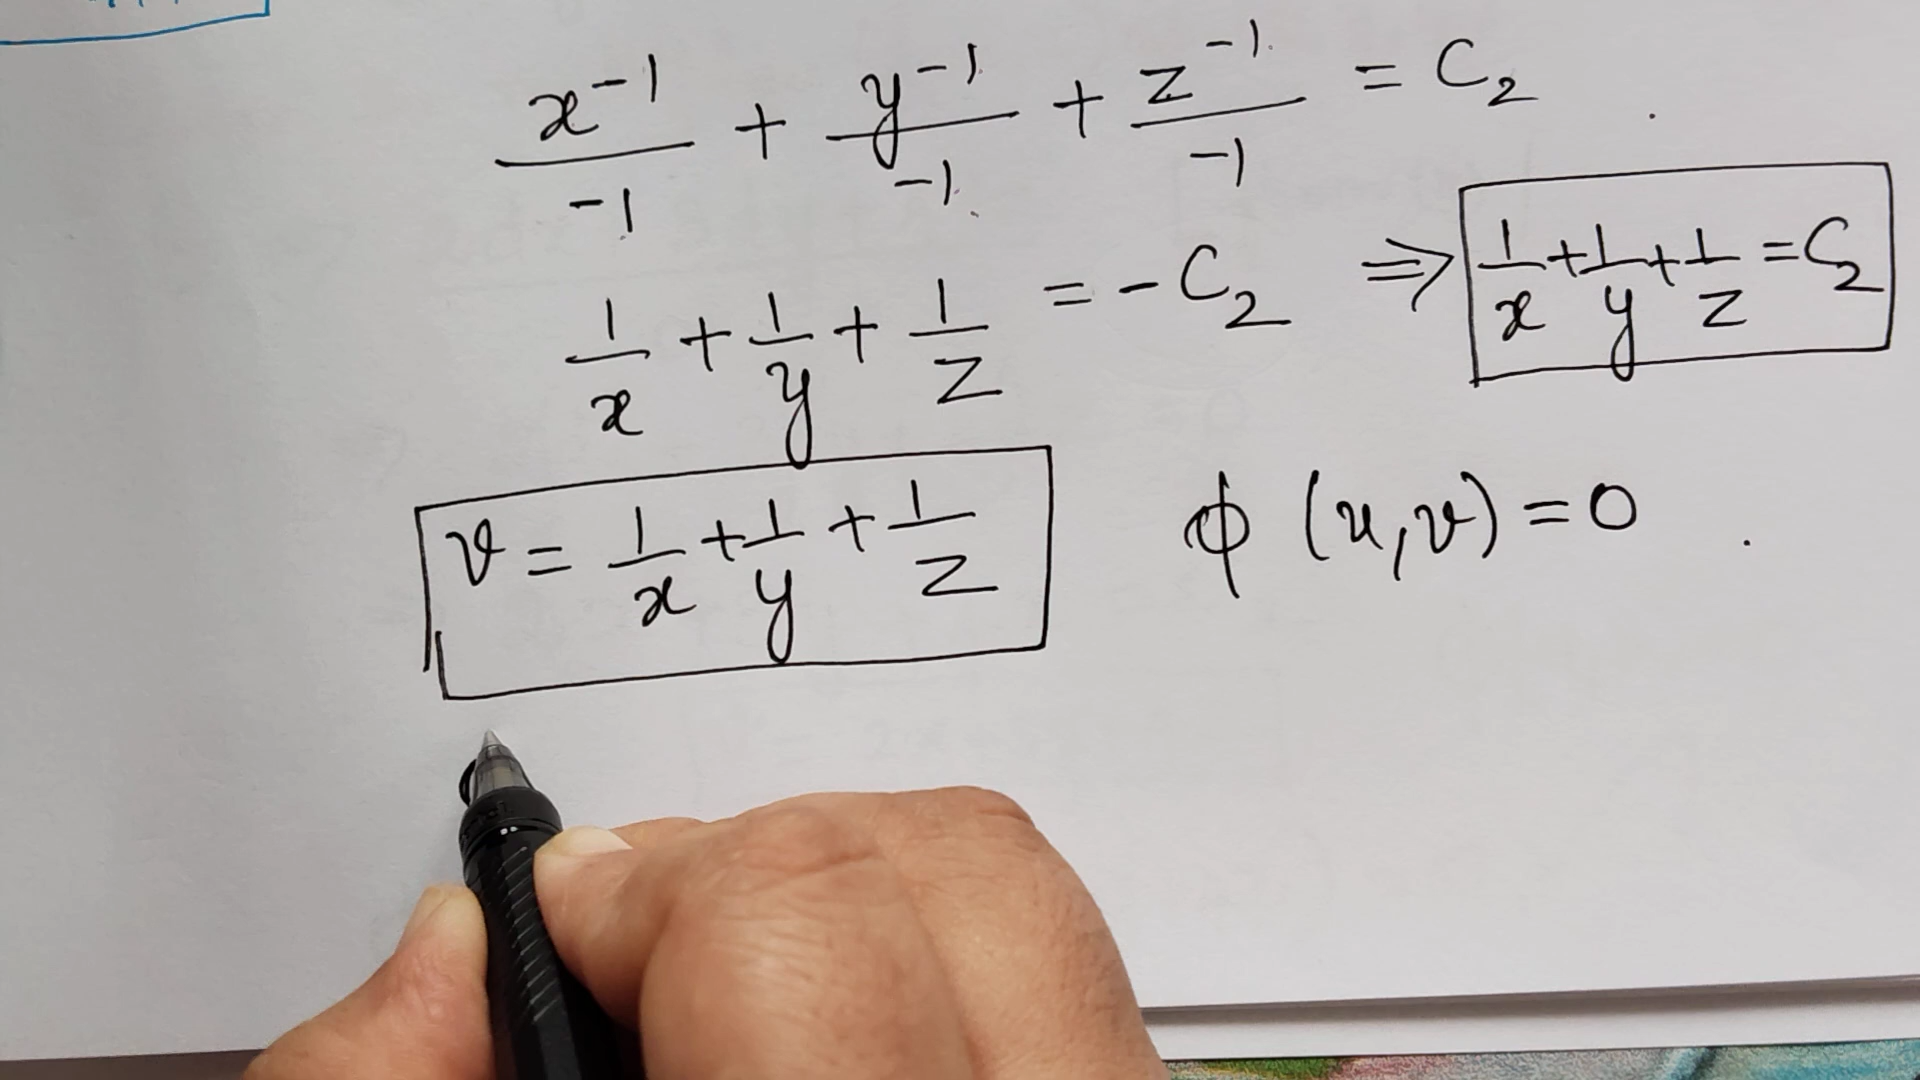 x⁻¹/-1 + y⁻¹/-1 + z⁻¹/-1 = C₂
1/x + 1/y + 1/z = -C₂ ⇒ 1/x + 1/y + 1/z = C₂
v = 1/x + 1/y + 1/z ϕ (u,v) = 0